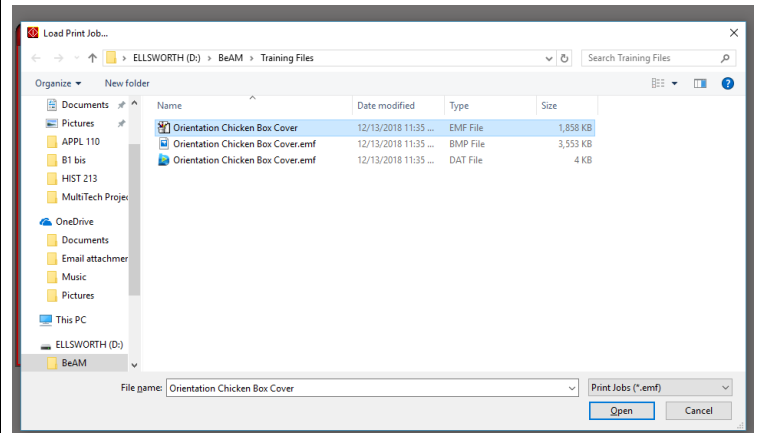 Load Print Job...
ELLSWORTH (D:) › BeAM › Training Files
Search Training Files
Organize
New folder
Name
Date modified
Type
Size
Documents
Pictures
APPL 110
B1 bis
HIST 213
MultiTech Projec
OneDrive
Documents
Email attachmer
Music
Pictures
This PC
ELLSWORTH (D:)
BeAM
Orientation Chicken Box Cover 12/13/2018 11:35 ... EMF File 1,858 KB
Orientation Chicken Box Cover.emf 12/13/2018 11:35 ... BMP File 3,553 KB
Orientation Chicken Box Cover.emf 12/13/2018 11:35 ... DAT File 4 KB
File name: Orientation Chicken Box Cover
Print Jobs (*.emf)
Open
Cancel